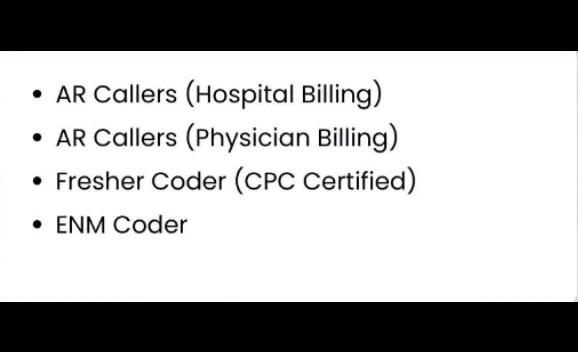 • AR Callers (Hospital Billing)
• AR Callers (Physician Billing)
• Fresher Coder (CPC Certified)
• ENM Coder